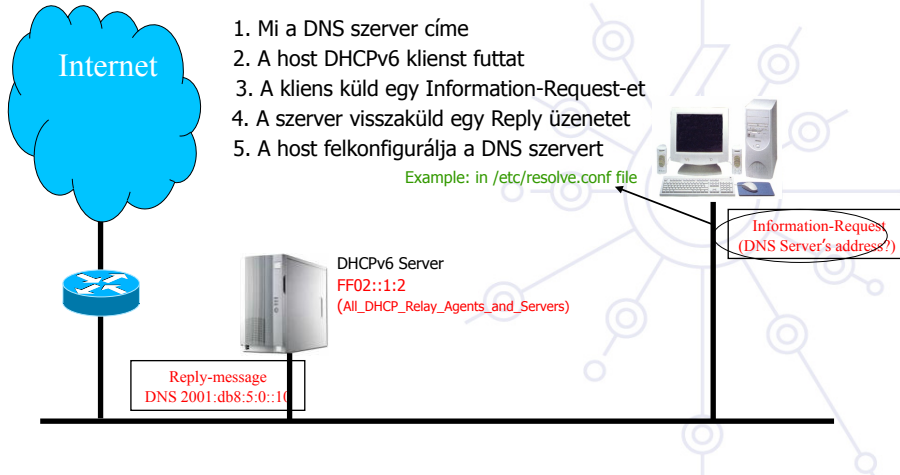 Internet
1. Mi a DNS szerver címe
2. A host DHCPv6 klienst futtat
3. A kliens küld egy Information-Request-et
4. A szerver visszaküld egy Reply üzenetet
5. A host felkonfigurálja a DNS szervert
Example: in /etc/resolve.conf file
Information-Request
(DNS Server's address?)
DHCPv6 Server
FF02::1:2
(All_DHCP_Relay_Agents_and_Servers)
Reply-message
DNS 2001:db8:5:0::10